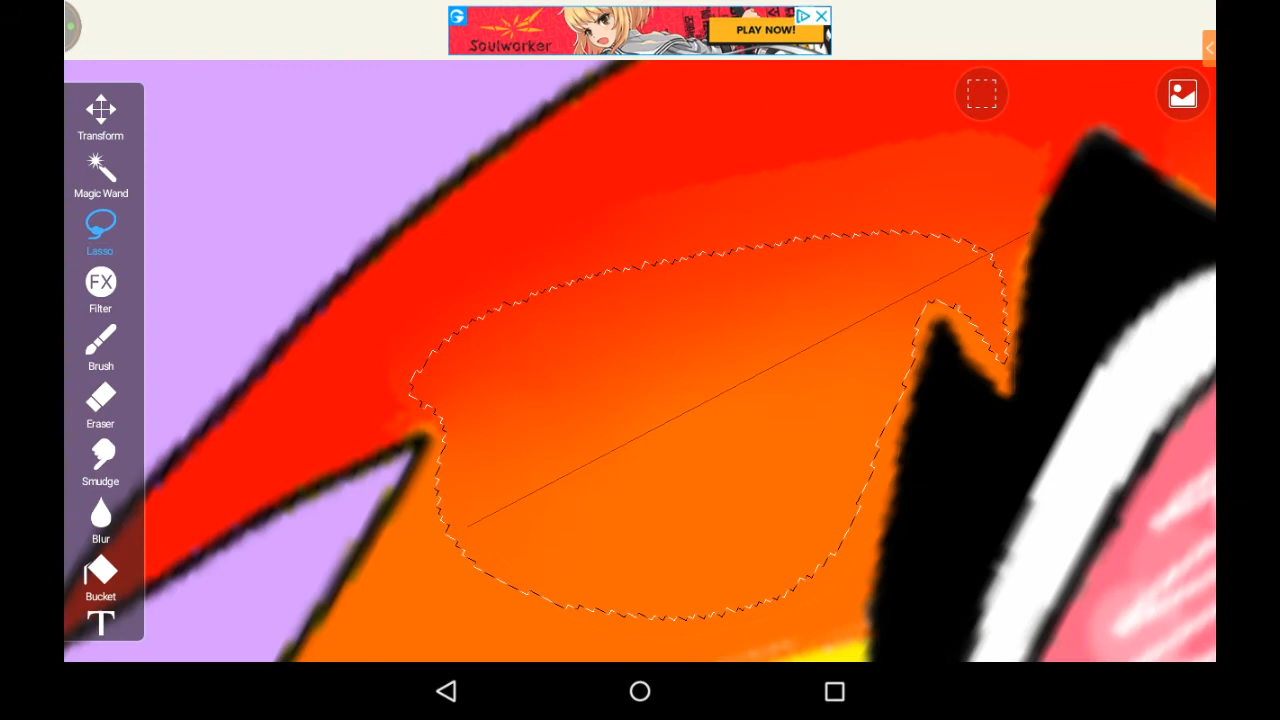 Soulworker
PLAY NOW!
Transform
Magic Wand
Lasso
FX
Filter
Brush
Eraser
Smudge
Blur
Bucket
T